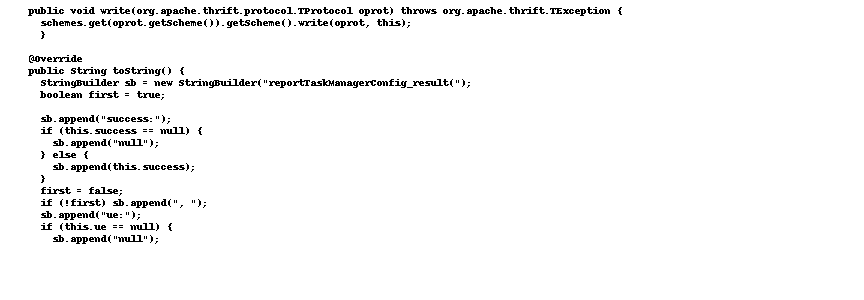 public void write(org.apache.thrift.protocol.TProtocol oprot) throws org.apache.thrift.TException {
schemes.get(oprot.getScheme()).getScheme().write(oprot, this);
}
@Override
public String toString() {
StringBuilder sb = new StringBuilder("reportTaskManagerConfig_result(");
boolean first = true;
sb.append("success:");
if (this.success == null) {
sb.append("null");
} else {
sb.append(this.success);
}
first = false;
if (!first) sb.append(", ");
sb.append("ue:");
if (this.ue == null) {
sb.append("null");